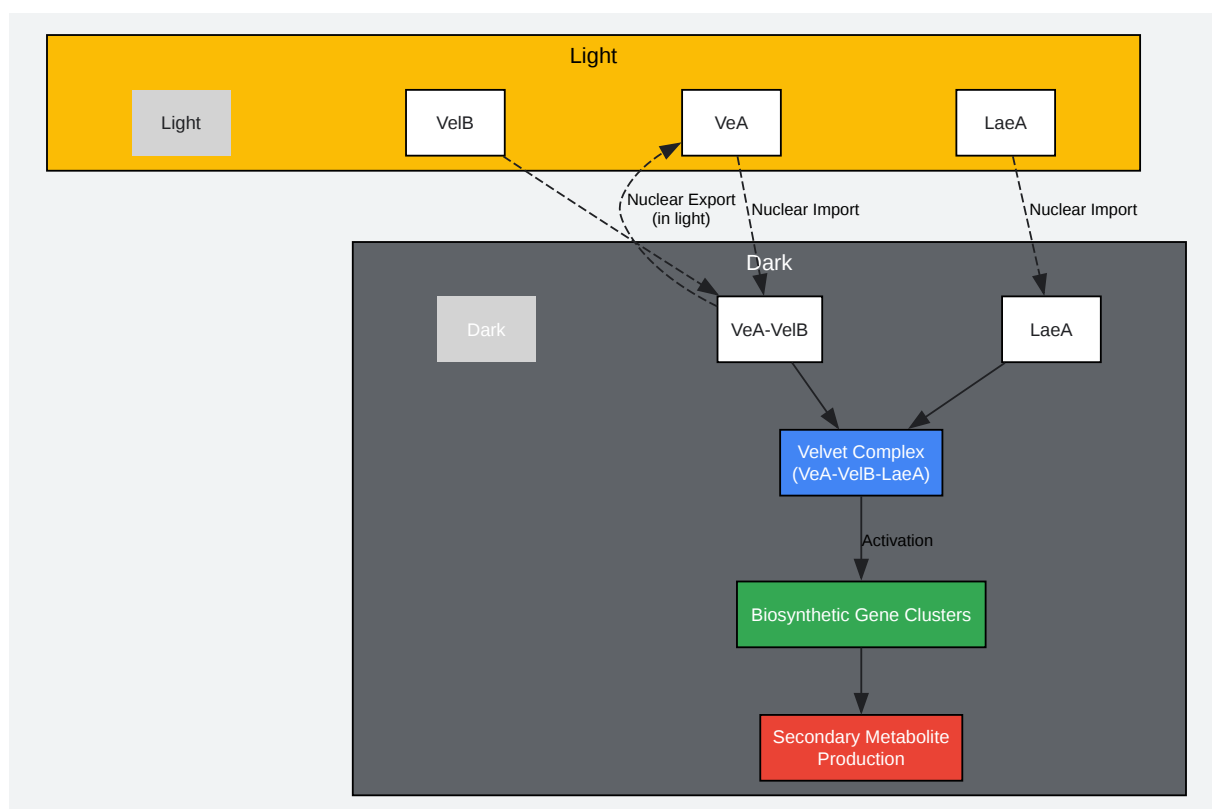 Light
Light
VelB
VeA
LaeA
Nuclear Export
(in light)
Nuclear Import
Nuclear Import
Dark
Dark
VeA-VelB
LaeA
Velvet Complex
(VeA-VelB-LaeA)
Activation
Biosynthetic Gene Clusters
Secondary Metabolite
Production